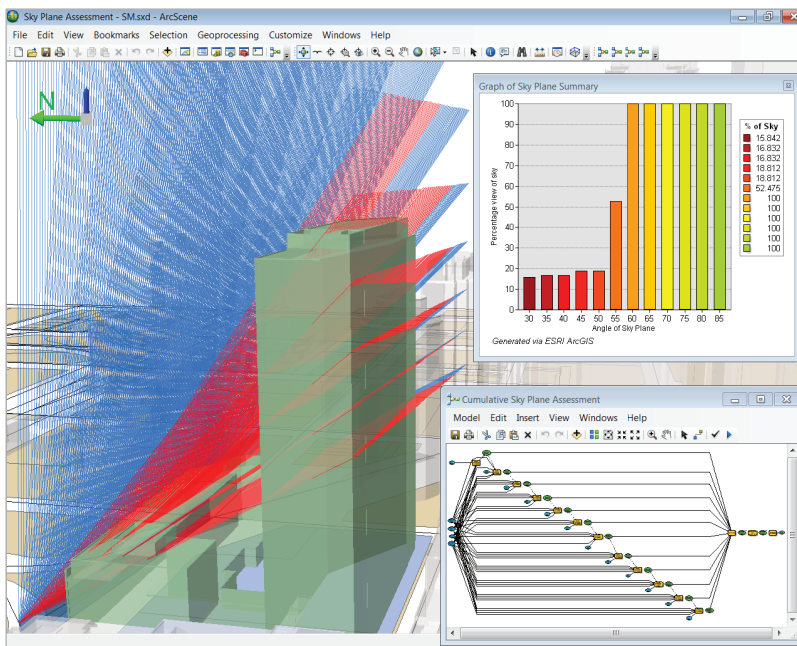 Sky Plane Assessment - SM.sxd - ArcScene
File Edit View Bookmarks Selection Geoprocessing Customize Windows Help
N
Graph of Sky Plane Summary
Percentage view of sky
100
90
80
70
60
50
40
30
20
10
0
30 35 40 45 50 55 60 65 70 75 80 85
Angle of Sky Plane
Generated via ESRI ArcGIS
% of Sky
15.842
16.832
16.832
18.812
18.812
52.475
100
100
100
100
100
100
Cumulative Sky Plane Assessment
Model Edit Insert View Windows Help